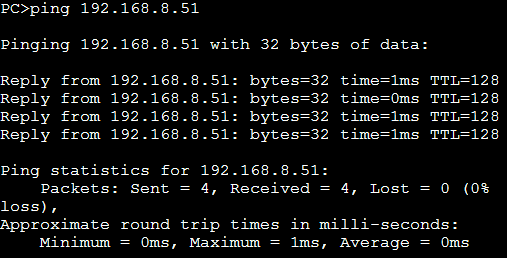 PC>ping 192.168.8.51
Pinging 192.168.8.51 with 32 bytes of data:
Reply from 192.168.8.51: bytes=32 time=1ms TTL=128
Reply from 192.168.8.51: bytes=32 time=0ms TTL=128
Reply from 192.168.8.51: bytes=32 time=1ms TTL=128
Reply from 192.168.8.51: bytes=32 time=1ms TTL=128
Ping statistics for 192.168.8.51:
    Packets: Sent = 4, Received = 4, Lost = 0 (0%
loss),
Approximate round trip times in milli-seconds:
    Minimum = 0ms, Maximum = 1ms, Average = 0ms